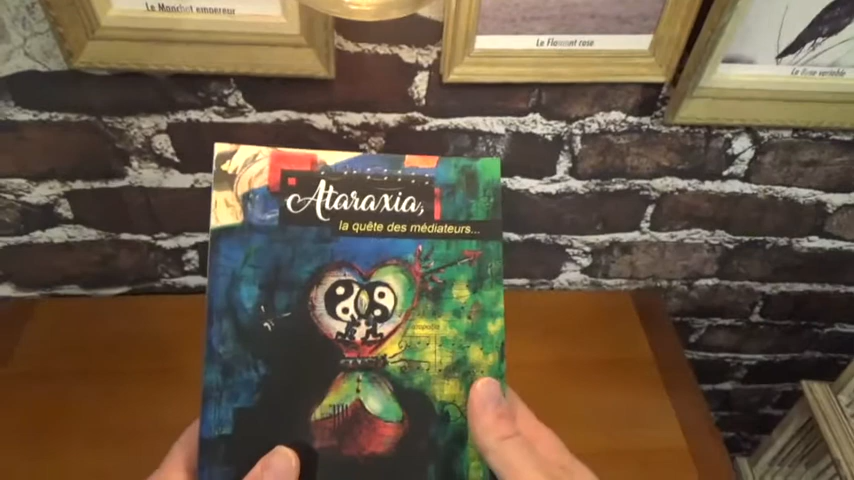 Le Manchot empereur
Le Flamant rose
Ataraxia,
la quête des médiateurs...